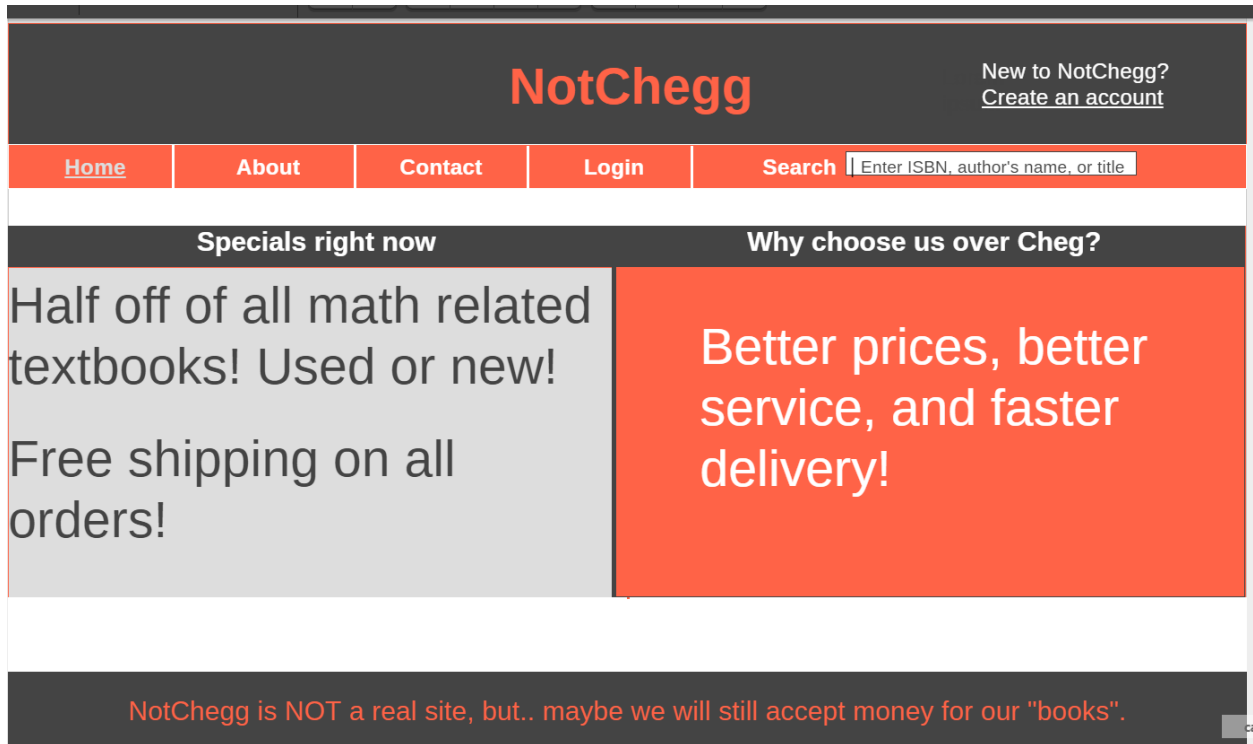 NotChegg
New to NotChegg?
Create an account
Home About Contact Login Search Enter ISBN, author's name, or title
Specials right now
Why choose us over Cheg?
Half off of all math related
textbooks! Used or new!
Free shipping on all
orders!
Better prices, better
service, and faster
delivery!
NotChegg is NOT a real site, but.. maybe we will still accept money for our "books".